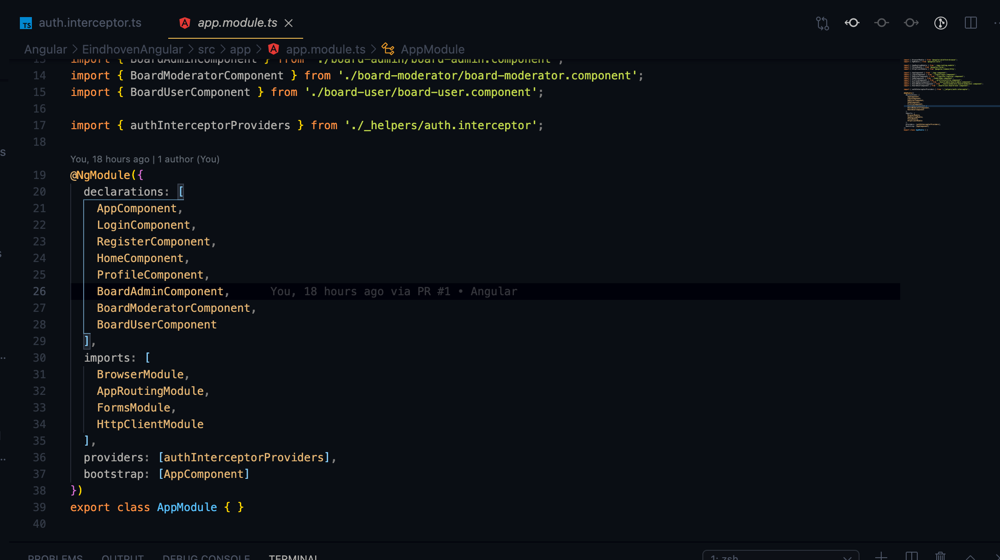 TS auth.interceptor.ts app.module.ts
Angular > EindhovenAngular > src > app > app.module.ts > AppModule
13 import { BoardAdminComponent } from './board-admin/board-admin.component';
14 import { BoardModeratorComponent } from './board-moderator/board-moderator.component';
15 import { BoardUserComponent } from './board-user/board-user.component';
16
17 import { authInterceptorProviders } from './_helpers/auth.interceptor';
18
You, 18 hours ago | 1 author (You)
19 @NgModule({
20 declarations: [
21 AppComponent,
22 LoginComponent,
23 RegisterComponent,
24 HomeComponent,
25 ProfileComponent,
26 BoardAdminComponent, You, 18 hours ago via PR #1 • Angular
27 BoardModeratorComponent,
28 BoardUserComponent
29 ],
30 imports: [
31 BrowserModule,
32 AppRoutingModule,
33 FormsModule,
34 HttpClientModule
35 ],
36 providers: [authInterceptorProviders],
37 bootstrap: [AppComponent]
38 })
39 export class AppModule { }
40
PROBLEMS OUTPUT DEBUG CONSOLE TERMINAL 1: zsh